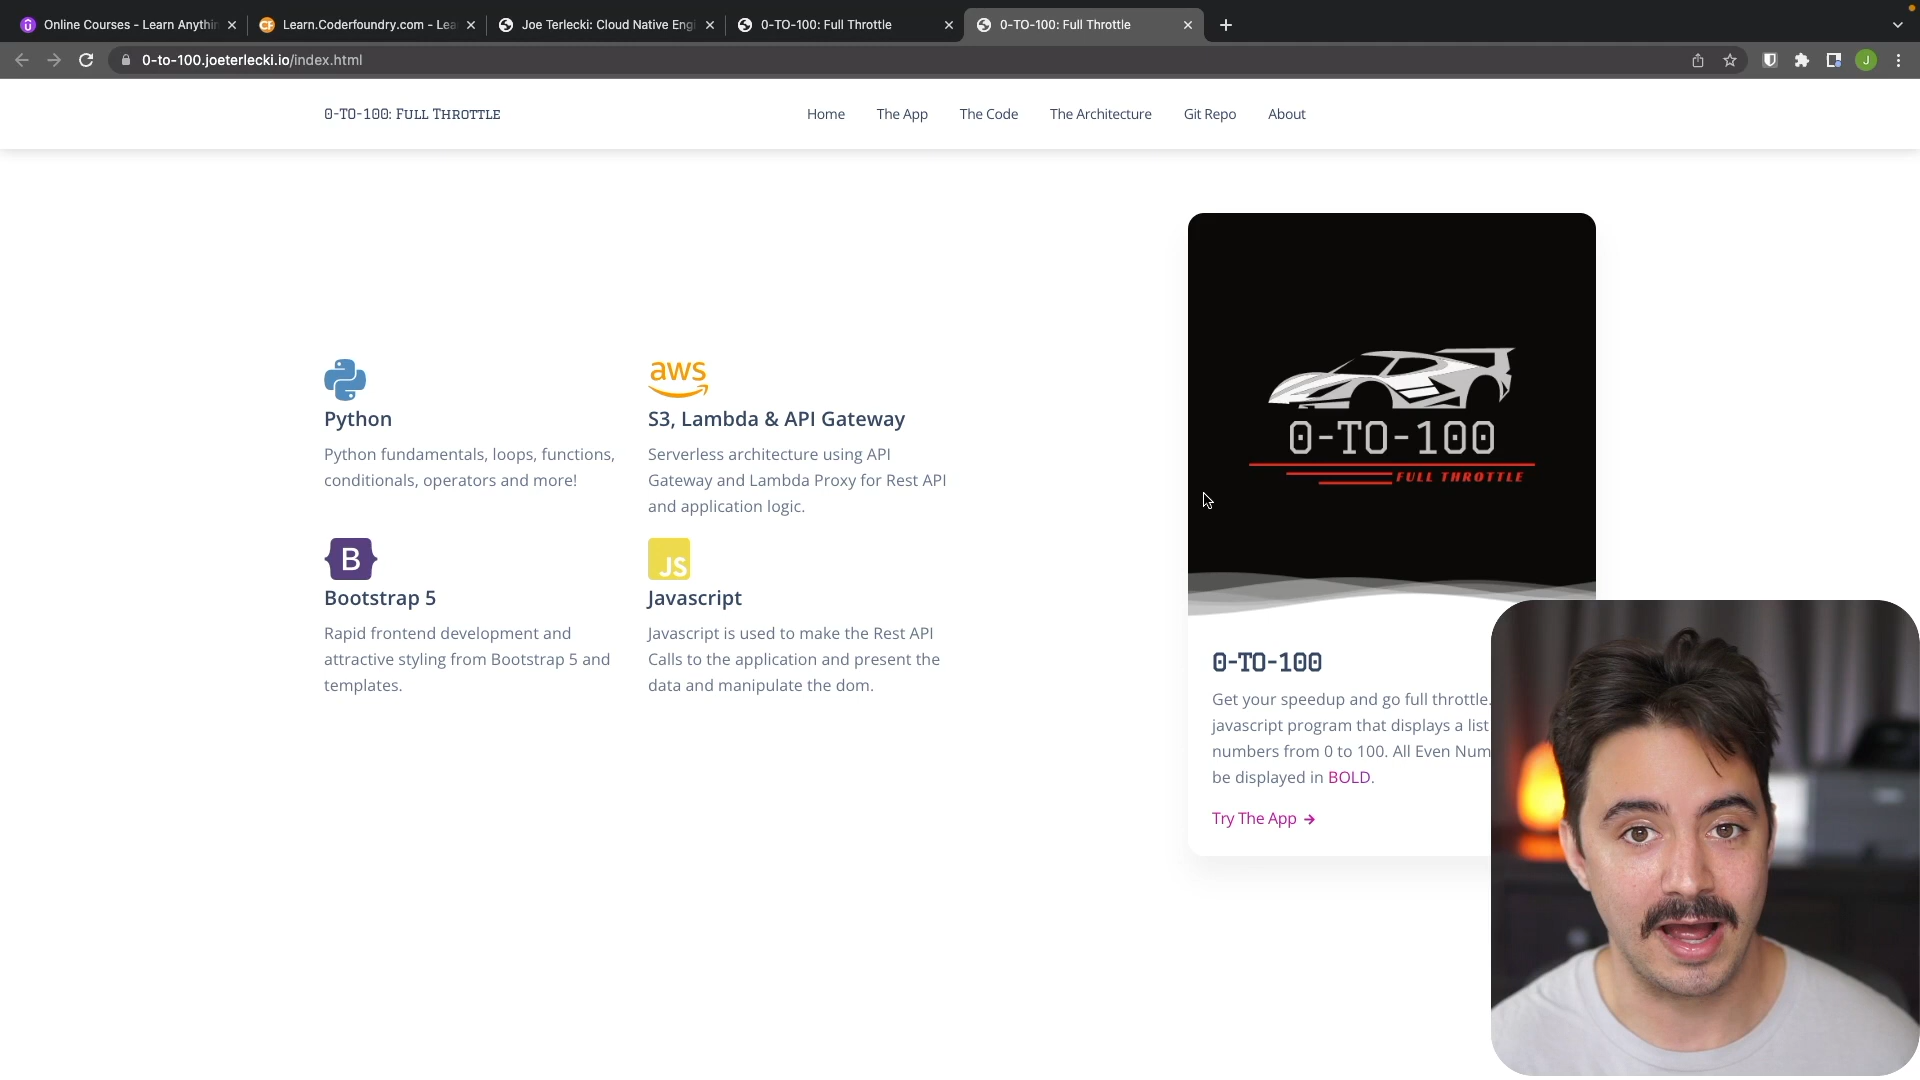 Online Courses - Learn Anythin
Learn.Coderfoundry.com - Lea
Joe Terlecki: Cloud Native Engi
0-TO-100: Full Throttle
0-TO-100: Full Throttle
0-to-100.joeterlecki.io/index.html
J
0-TO-100: Full Throttle
Home
The App
The Code
The Architecture
Git Repo
About
Python
Python fundamentals, loops, functions,
conditionals, operators and more!
aws
S3, Lambda & API Gateway
Serverless architecture using API
Gateway and Lambda Proxy for Rest API
and application logic.
B
Bootstrap 5
Rapid frontend development and
attractive styling from Bootstrap 5 and
templates.
JS
Javascript
Javascript is used to make the Rest API
Calls to the application and present the
data and manipulate the dom.
0-TO-100
FULL THROTTLE
0-TO-100
Get your speedup and go full throttle.
javascript program that displays a list
numbers from 0 to 100. All Even Num
be displayed in BOLD.
Try The App →